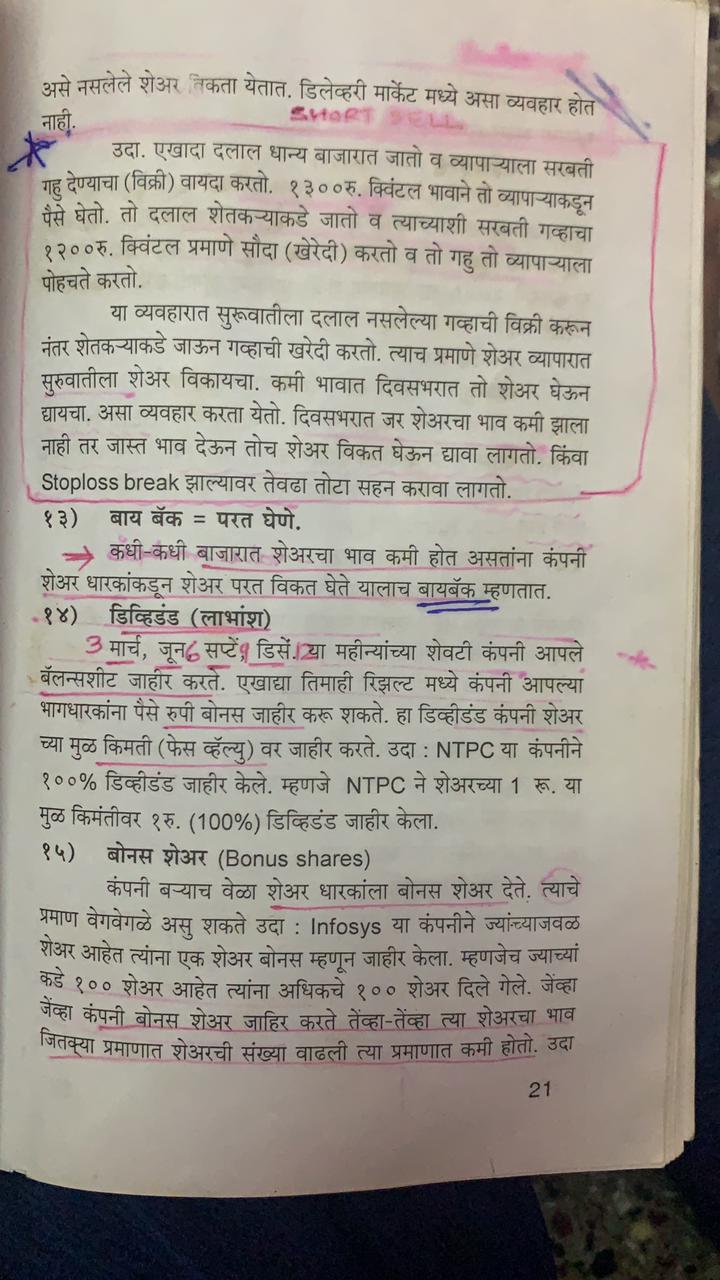 असे नसलेले शेअर विकता येतात. डिलेव्हरी मार्केट मध्ये असा व्यवहार होत
नाही.
SHORT SELL
उदा. एखादा दलाल धान्य बाजारात जातो व व्यापाऱ्याला सरबती
गहु देण्याचा (विक्री) वायदा करतो. १३००रु. क्विंटल भावाने तो व्यापाऱ्याकडून
पैसे घेतो. तो दलाल शेतकऱ्याकडे जातो व त्याच्याशी सरबती गव्हाचा
१२००रु. क्विंटल प्रमाणे सौदा (खेरेदी) करतो व तो गहु तो व्यापाऱ्याला
पोहचते करतो.
या व्यवहारात सुरूवातीला दलाल नसलेल्या गव्हाची विक्री करून
नंतर शेतकऱ्याकडे जाऊन गव्हाची खरेदी करतो. त्याच प्रमाणे शेअर व्यापारात
सुरुवातीला शेअर विकायचा. कमी भावात दिवसभरात तो शेअर घेऊन
द्यायचा. असा व्यवहार करता येतो. दिवसभरात जर शेअरचा भाव कमी झाला
नाही तर जास्त भाव देऊन तोच शेअर विकत घेऊन द्यावा लागतो. किंवा
Stoploss break झाल्यावर तेवढा तोटा सहन करावा लागतो.
१३) बाय बॅक = परत घेणे.
कधी-कधी बाजारात शेअरचा भाव कमी होत असतांना कंपनी
शेअर धारकांकडून शेअर परत विकत घेते यालाच बायबॅक म्हणतात.
१४) डिव्हिडंड (लाभांश)
3 मार्च, जून 6 सप्टें, 9 डिसें. 12 या महीन्यांच्या शेवटी कंपनी आपले
बॅलन्सशीट जाहीर करते. एखाद्या तिमाही रिझल्ट मध्ये कंपनी आपल्या
भागधारकांना पैसे रुपी बोनस जाहीर करू शकते. हा डिव्हीडंड कंपनी शेअर
च्या मुळ किमती (फेस व्हॅल्यु) वर जाहीर करते. उदा : NTPC या कंपनीने
१००% डिव्हीडंड जाहीर केले. म्हणजे NTPC ने शेअरच्या 1 रू. या
मुळ किमंतीवर १रु. (100%) डिव्हिडंड जाहीर केला.
१५) बोनस शेअर (Bonus shares)
कंपनी बऱ्याच वेळा शेअर धारकांला बोनस शेअर देते. त्याचे
प्रमाण वेगवेगळे असु शकते उदा : Infosys या कंपनीने ज्यांच्याजवळ
शेअर आहेत त्यांना एक शेअर बोनस म्हणून जाहीर केला. म्हणजेच ज्याच्यां
कडे १०० शेअर आहेत त्यांना अधिकचे १०० शेअर दिले गेले. जेंव्हा
जेंव्हा कंपनी बोनस शेअर जाहिर करते तेंव्हा-तेंव्हा त्या शेअरचा भाव
जितक्या प्रमाणात शेअरची संख्या वाढली त्या प्रमाणात कमी होतो. उदा
21